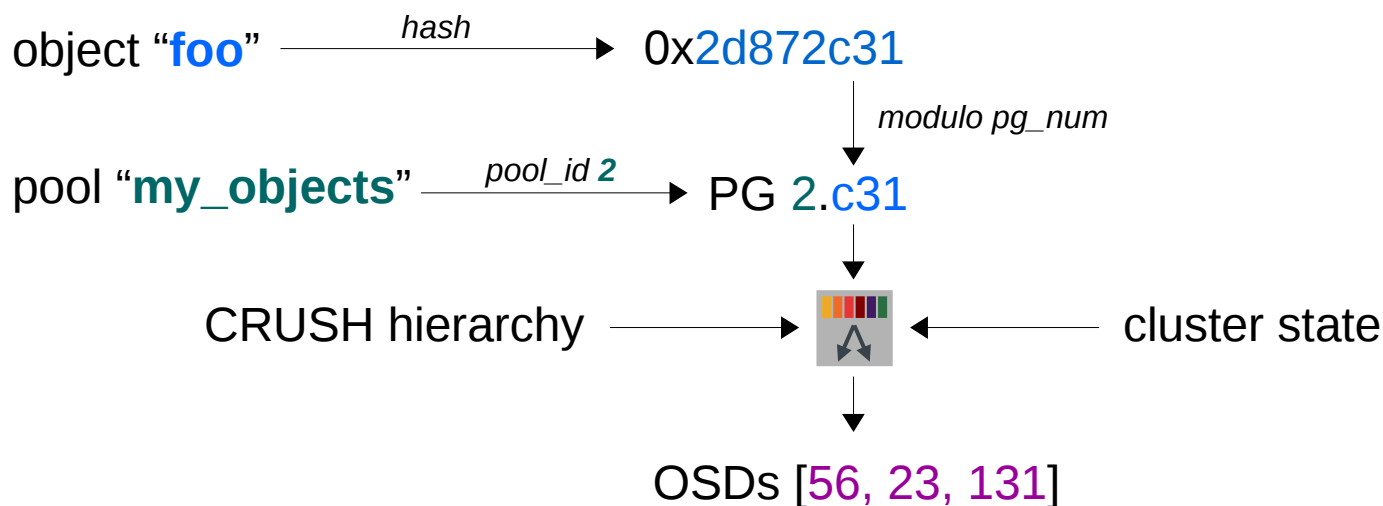 object “foo”
hash
0x2d872c31
modulo pg_num
pool “my_objects”
pool_id 2
PG 2.c31
CRUSH hierarchy
cluster state
OSDs [56, 23, 131]